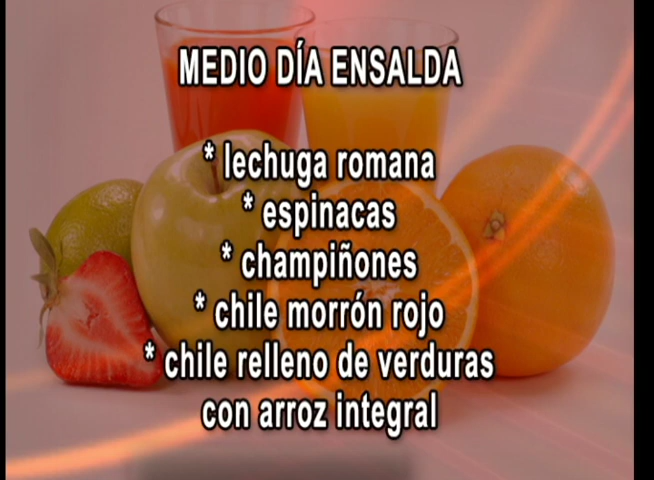 MEDIO DÍA ENSALDA
* lechuga romana
* espinacas
* champiñones
* chile morrón rojo
* chile relleno de verduras
con arroz integral